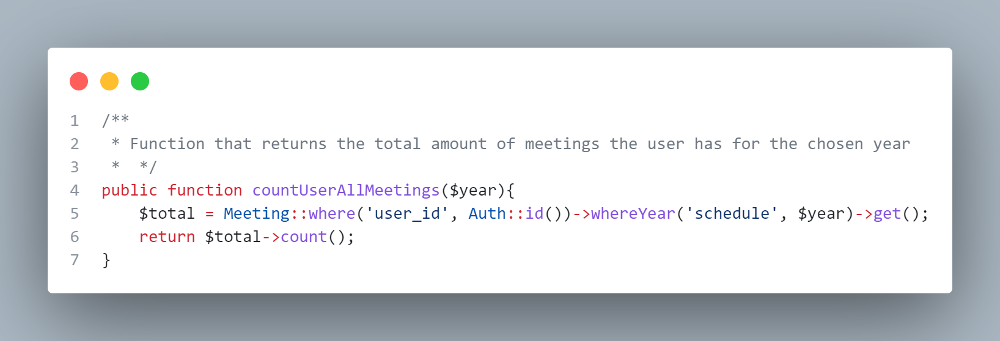 1 /**
2  * Function that returns the total amount of meetings the user has for the chosen year
3  *  */
4 public function countUserAllMeetings($year){
5     $total = Meeting::where('user_id', Auth::id())->whereYear('schedule', $year)->get();
6     return $total->count();
7 }